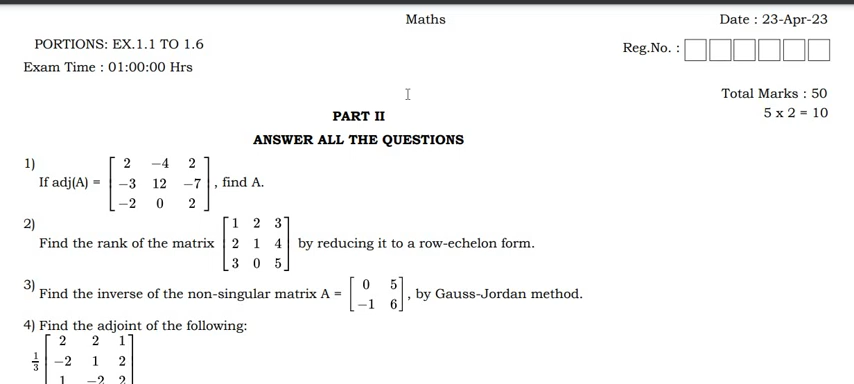 Maths
Date : 23-Apr-23
PORTIONS: EX.1.1 TO 1.6
Reg.No. :
Exam Time : 01:00:00 Hrs
Total Marks : 50
PART II
5 x 2 = 10
ANSWER ALL THE QUESTIONS
1)
If adj(A) = [2 −4 2
−3 12 −7
−2 0 2], find A.
2)
Find the rank of the matrix [1 2 3
2 1 4
3 0 5] by reducing it to a row-echelon form.
3)
Find the inverse of the non-singular matrix A = [0 5
−1 6], by Gauss-Jordan method.
4) Find the adjoint of the following:
1/3 [2 2 1
−2 1 2
1 −2 2]